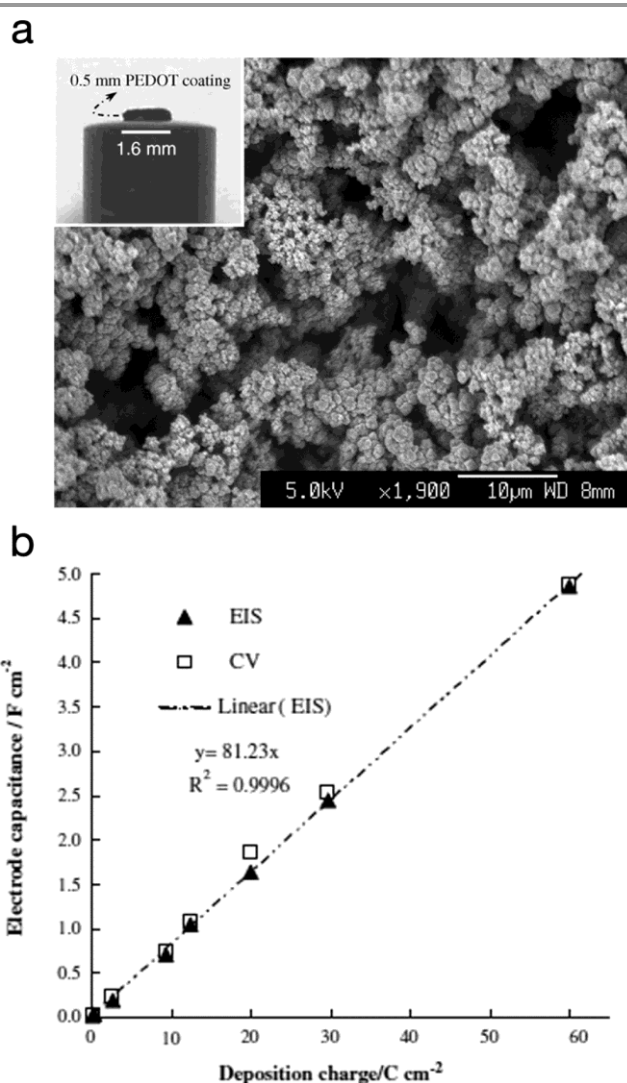 a
0.5 mm PEDOT coating
1.6 mm
5.0kV ×1,900 10µm WD 8mm
b
5.0
4.5
4.0
3.5
3.0
2.5
2.0
1.5
1.0
0.5
0.0
Electrode capacitance / F cm⁻²
EIS
CV
Linear( EIS)
y= 81.23x
R² = 0.9996
0 10 20 30 40 50 60
Deposition charge/C cm⁻²